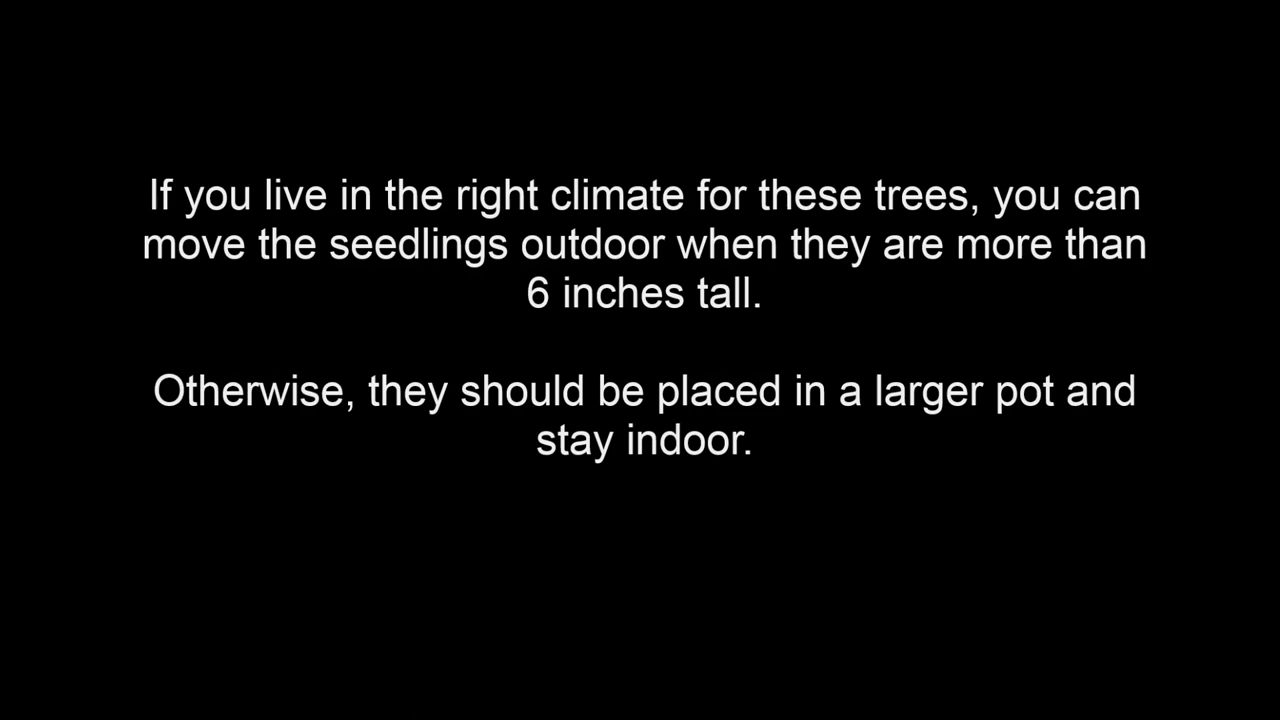 If you live in the right climate for these trees, you can
move the seedlings outdoor when they are more than
6 inches tall.
Otherwise, they should be placed in a larger pot and
stay indoor.